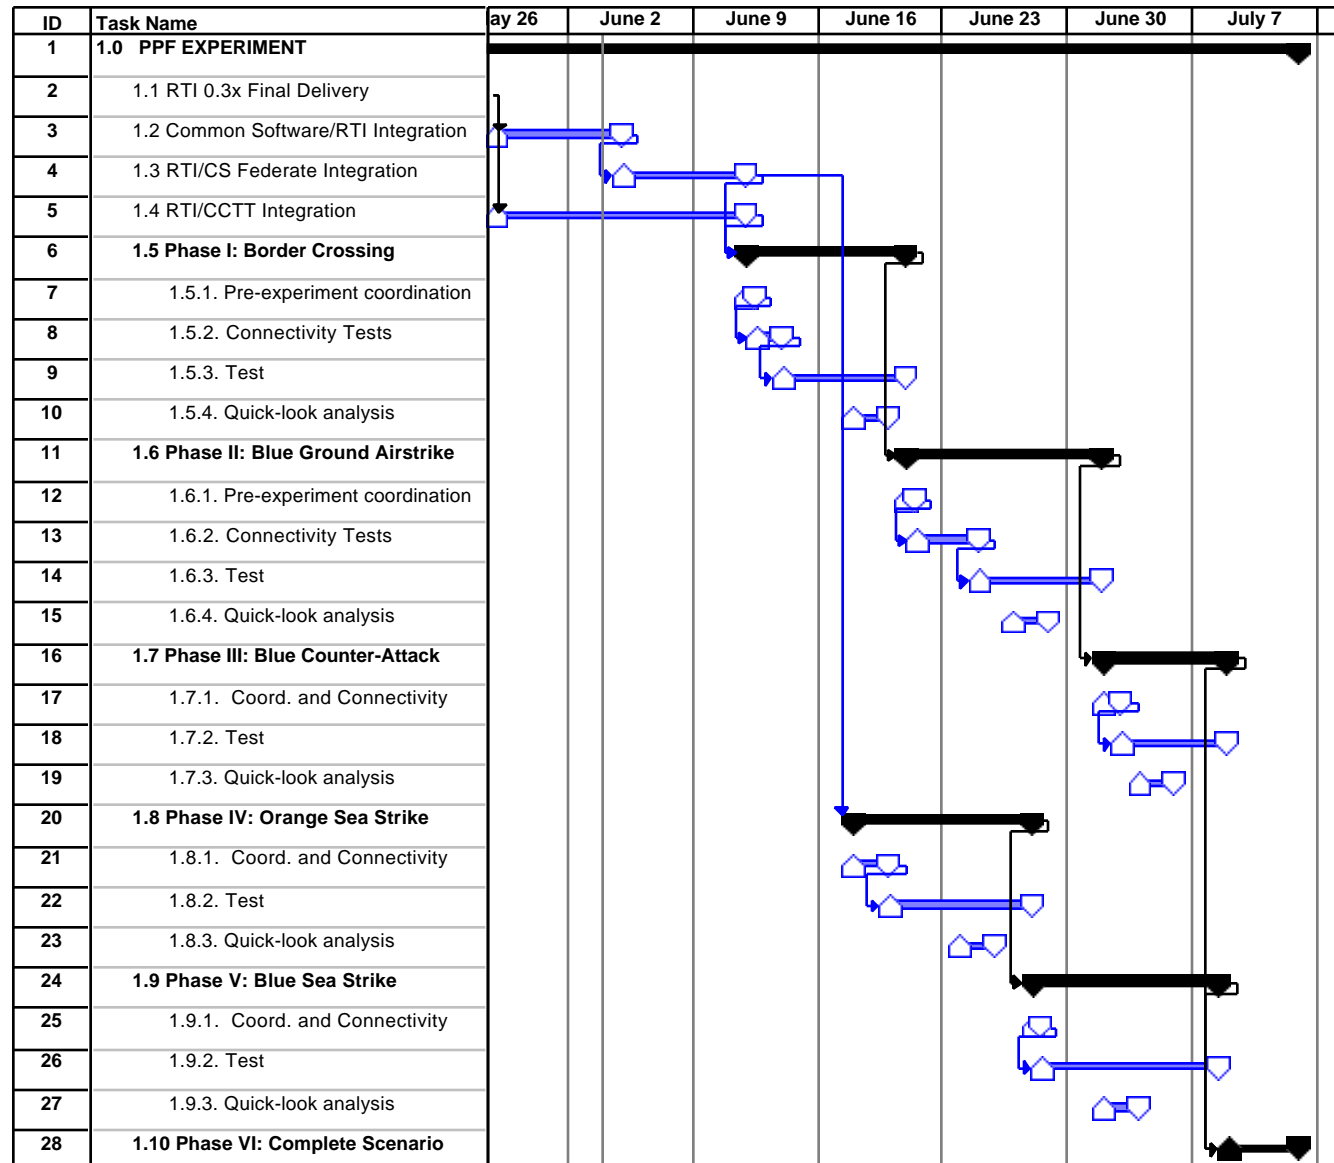 ID Task Name ay 26 June 2 June 9 June 16 June 23 June 30 July 7
1 1.0 PPF EXPERIMENT
2 1.1 RTI 0.3x Final Delivery
3 1.2 Common Software/RTI Integration
4 1.3 RTI/CS Federate Integration
5 1.4 RTI/CCTT Integration
6 1.5 Phase I: Border Crossing
7 1.5.1. Pre-experiment coordination
8 1.5.2. Connectivity Tests
9 1.5.3. Test
10 1.5.4. Quick-look analysis
11 1.6 Phase II: Blue Ground Airstrike
12 1.6.1. Pre-experiment coordination
13 1.6.2. Connectivity Tests
14 1.6.3. Test
15 1.6.4. Quick-look analysis
16 1.7 Phase III: Blue Counter-Attack
17 1.7.1. Coord. and Connectivity
18 1.7.2. Test
19 1.7.3. Quick-look analysis
20 1.8 Phase IV: Orange Sea Strike
21 1.8.1. Coord. and Connectivity
22 1.8.2. Test
23 1.8.3. Quick-look analysis
24 1.9 Phase V: Blue Sea Strike
25 1.9.1. Coord. and Connectivity
26 1.9.2. Test
27 1.9.3. Quick-look analysis
28 1.10 Phase VI: Complete Scenario